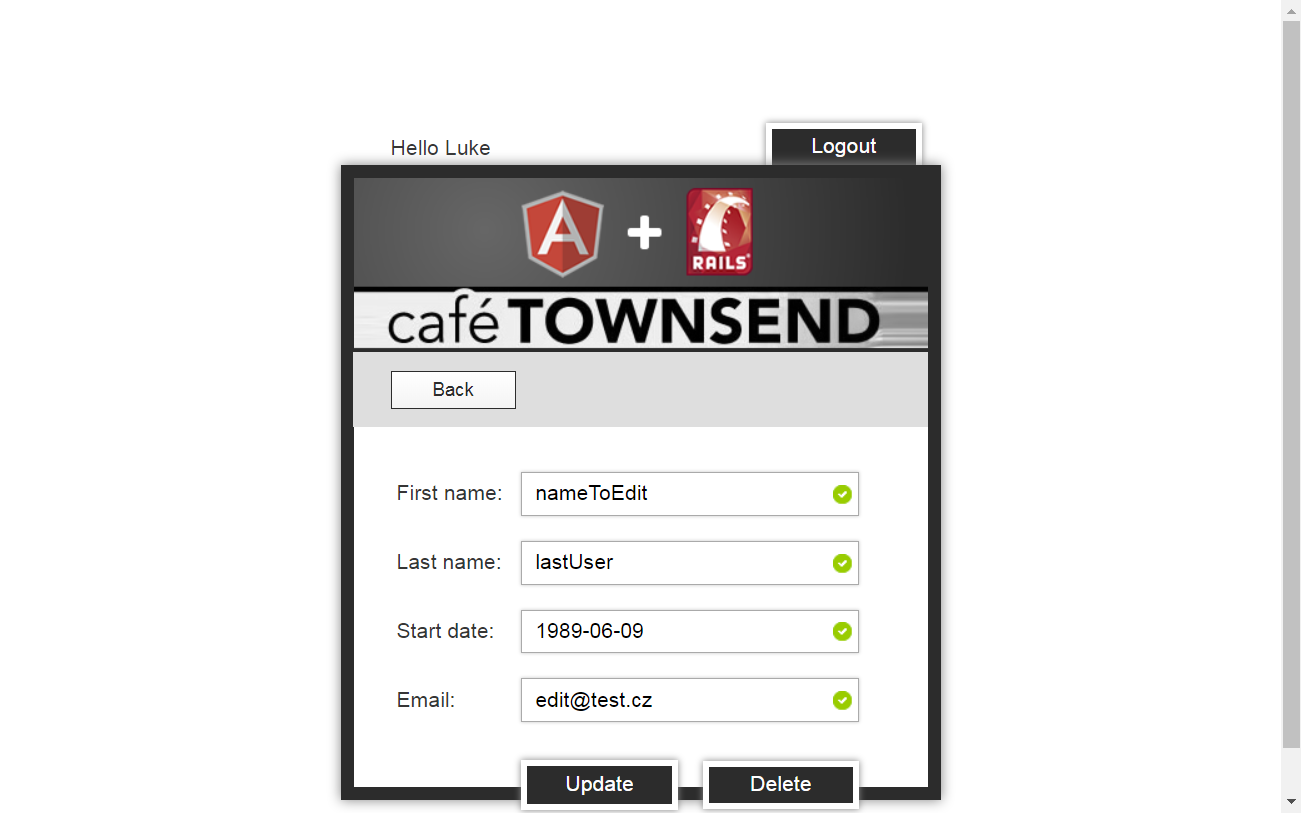 Hello Luke
Logout
A + RAILS
café TOWNSEND
Back
First name: nameToEdit
Last name: lastUser
Start date: 1989-06-09
Email: edit@test.cz
Update Delete